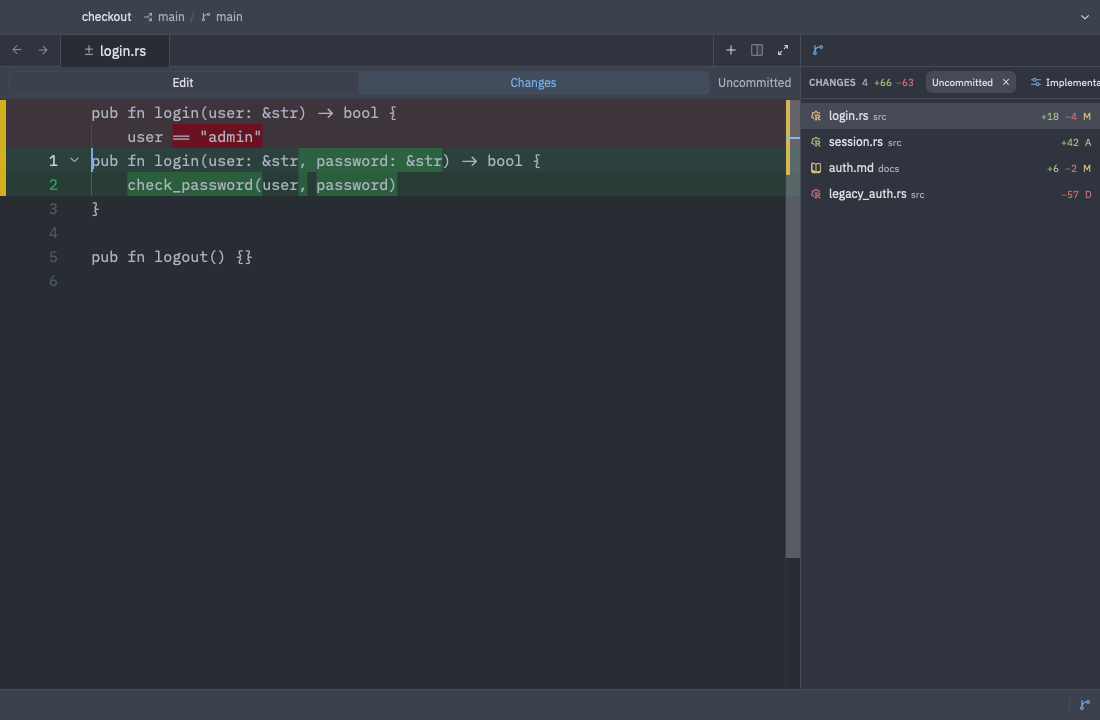 checkout main / main
login.rs
Edit Changes Uncommitted
CHANGES 4 +66 −63 Uncommitted × Implementa
pub fn login(user: &str) -> bool {
user == "admin"
1 pub fn login(user: &str, password: &str) -> bool {
2 check_password(user, password)
3 }
4
5 pub fn logout() {}
6
login.rs src +18 −4 M
session.rs src +42 A
auth.md docs +6 −2 M
legacy_auth.rs src −57 D